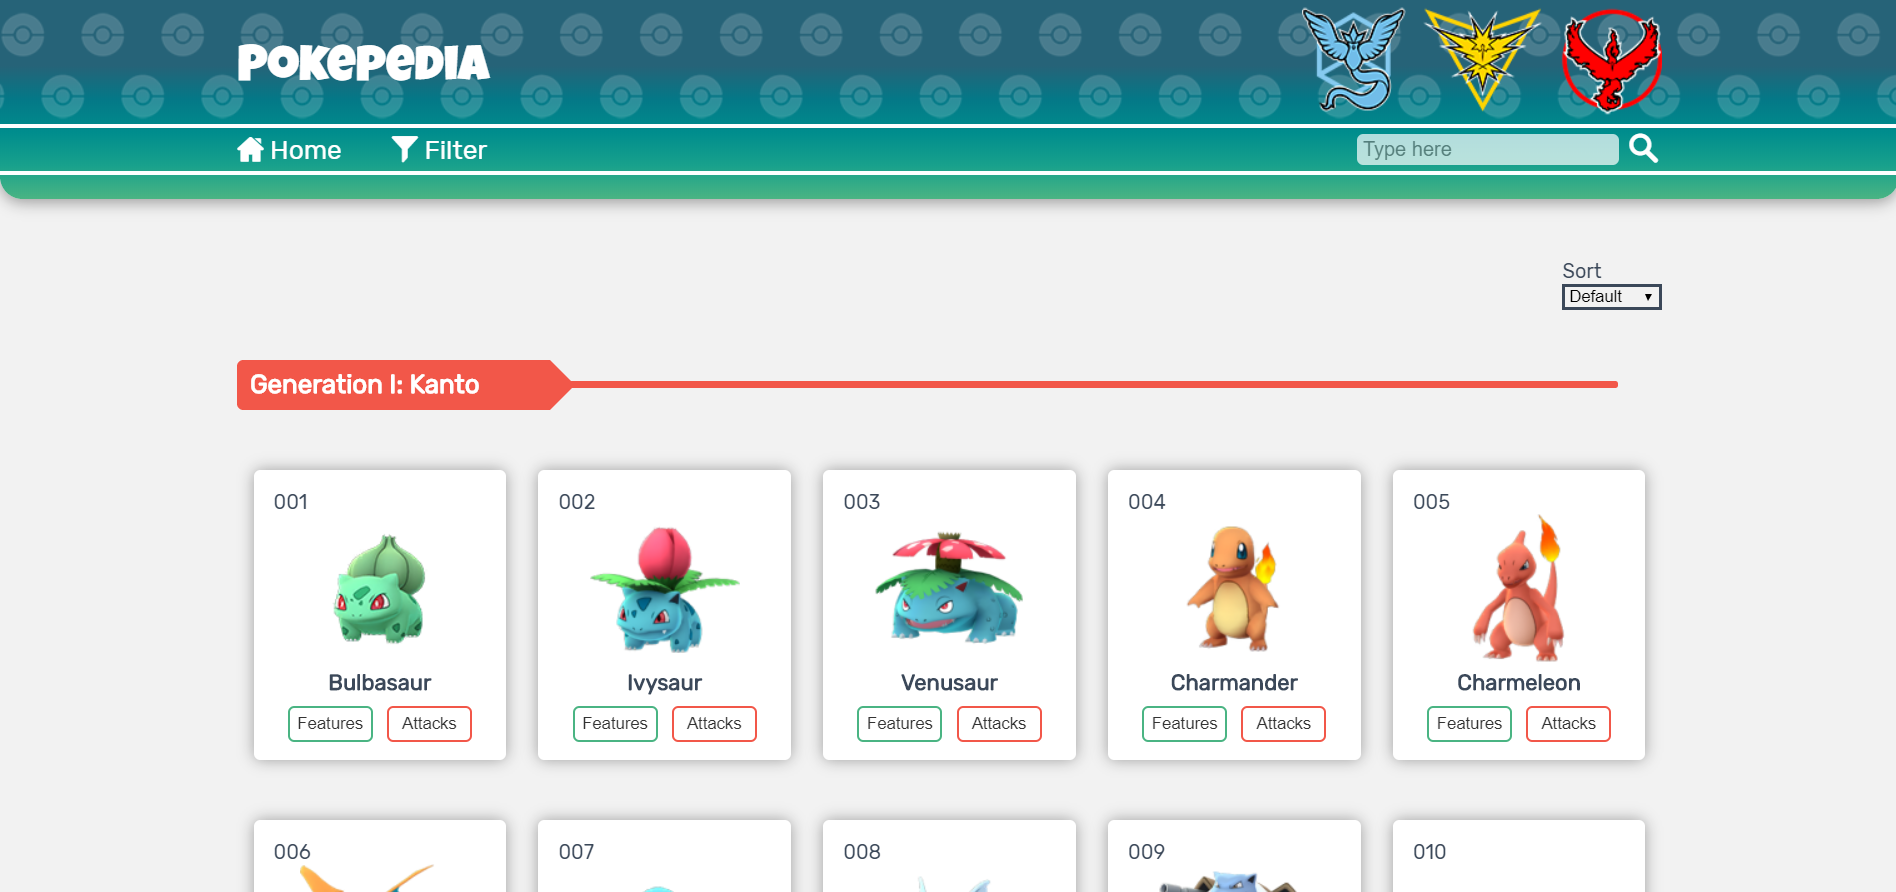 POKEPEDIA
Home Filter Type here
Sort
Default
Generation I: Kanto
001 002 003 004 005
Bulbasaur Ivysaur Venusaur Charmander Charmeleon
Features Attacks Features Attacks Features Attacks Features Attacks Features Attacks
006 007 008 009 010